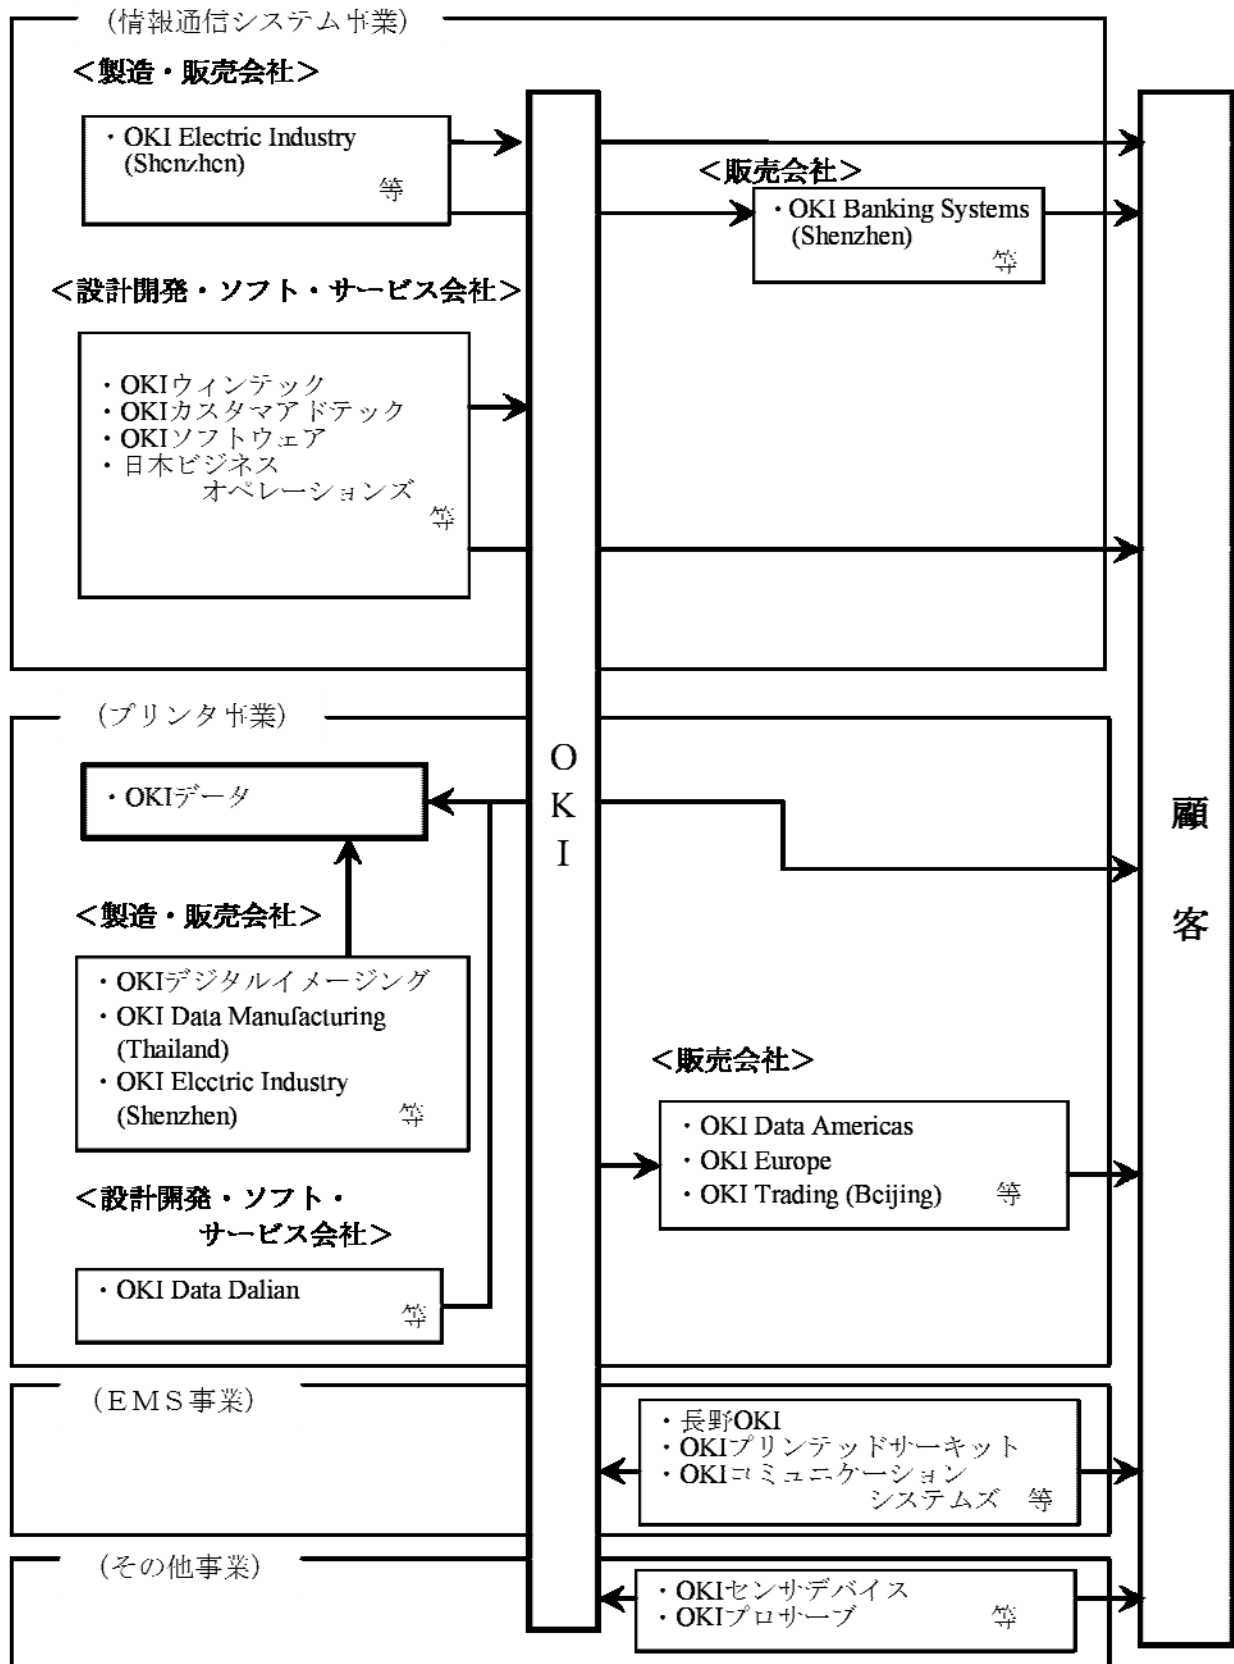 (情報通信システム事業)
＜製造・販売会社＞
・OKI Electric Industry
(Shenzhen)
等
＜販売会社＞
・OKI Banking Systems
(Shenzhen)
等
＜設計開発・ソフト・サービス会社＞
・OKIウィンテック
・OKIカスタマアドテック
・OKIソフトウェア
・日本ビジネス
オペレーションズ
等
(プリンタ事業)
・OKIデータ
＜製造・販売会社＞
・OKIデジタルイメージング
・OKI Data Manufacturing
(Thailand)
・OKI Electric Industry
(Shenzhen) 等
＜設計開発・ソフト・
サービス会社＞
・OKI Data Dalian
等
OKI
＜販売会社＞
・OKI Data Americas
・OKI Europe
・OKI Trading (Beijing) 等
顧客
(ＥＭＳ事業)
・長野OKI
・OKIプリンテッドサーキット
・OKIコミュニケーション
システムズ 等
(その他事業)
・OKIセンサデバイス
・OKIプロサーブ 等